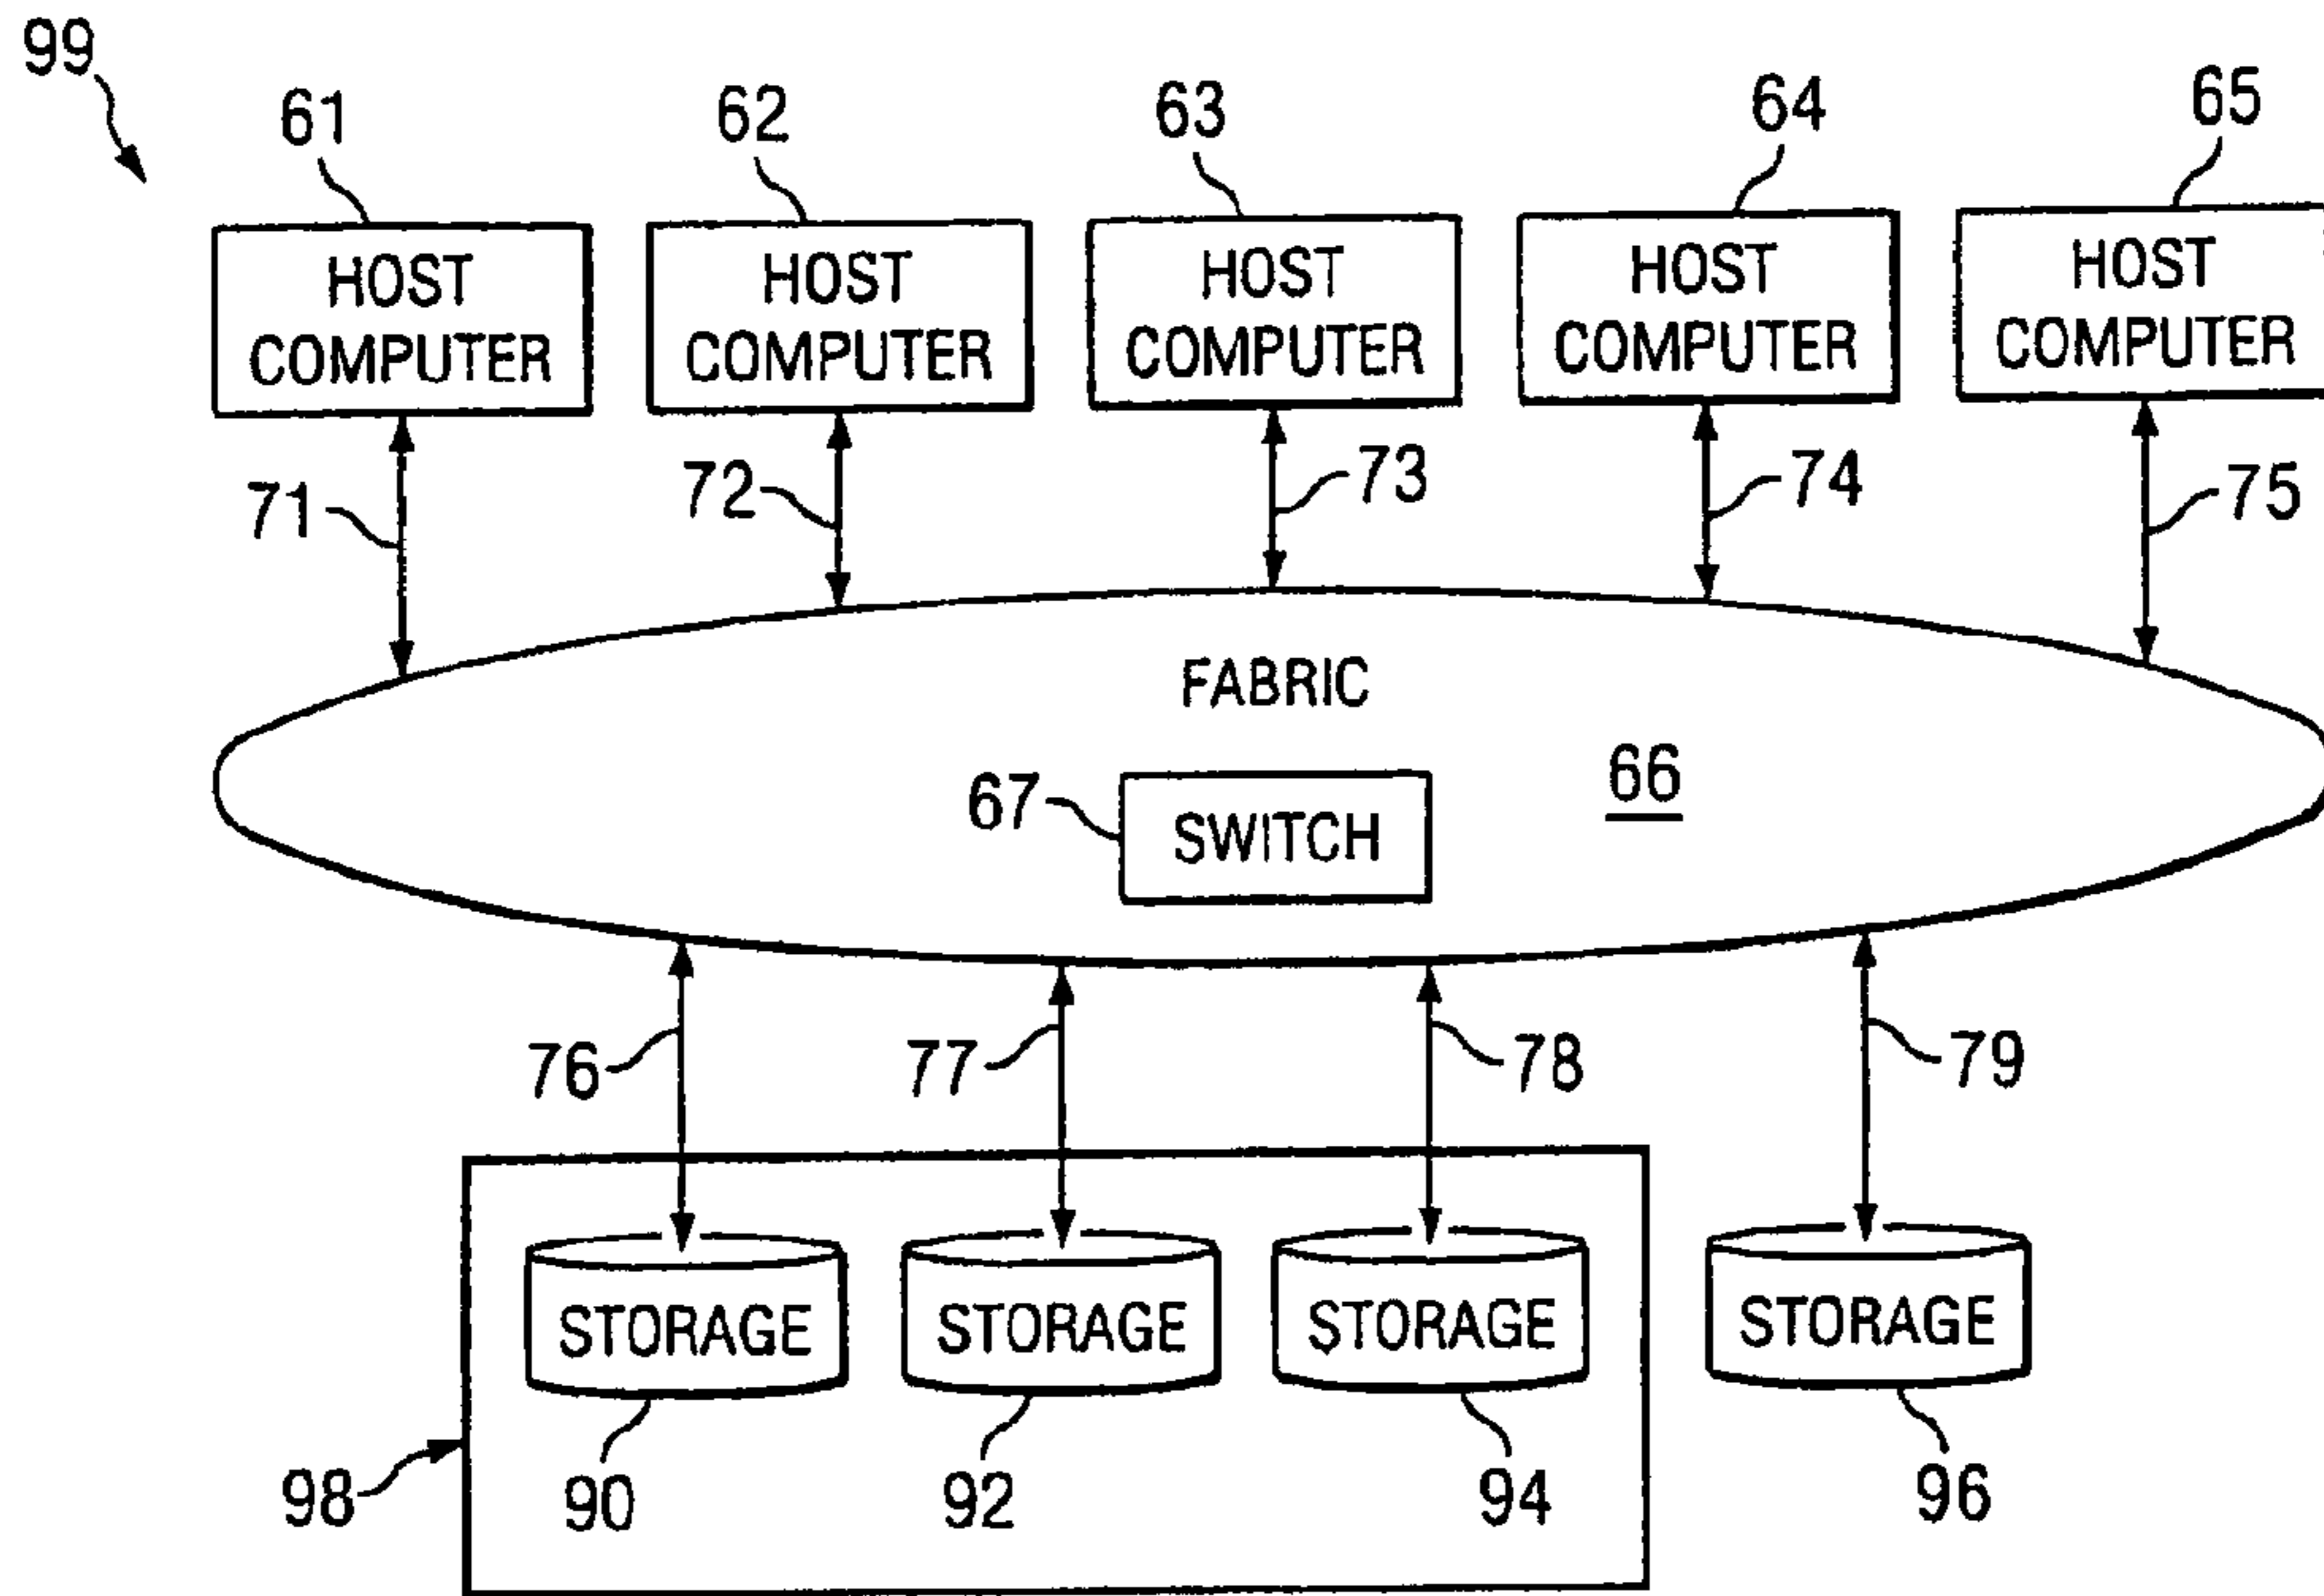 99
61
62
63
64
65
HOST
COMPUTER
HOST
COMPUTER
HOST
COMPUTER
HOST
COMPUTER
HOST
COMPUTER
71
72
73
74
75
FABRIC
66
67
SWITCH
76
77
78
79
STORAGE
STORAGE
STORAGE
STORAGE
98
90
92
94
96